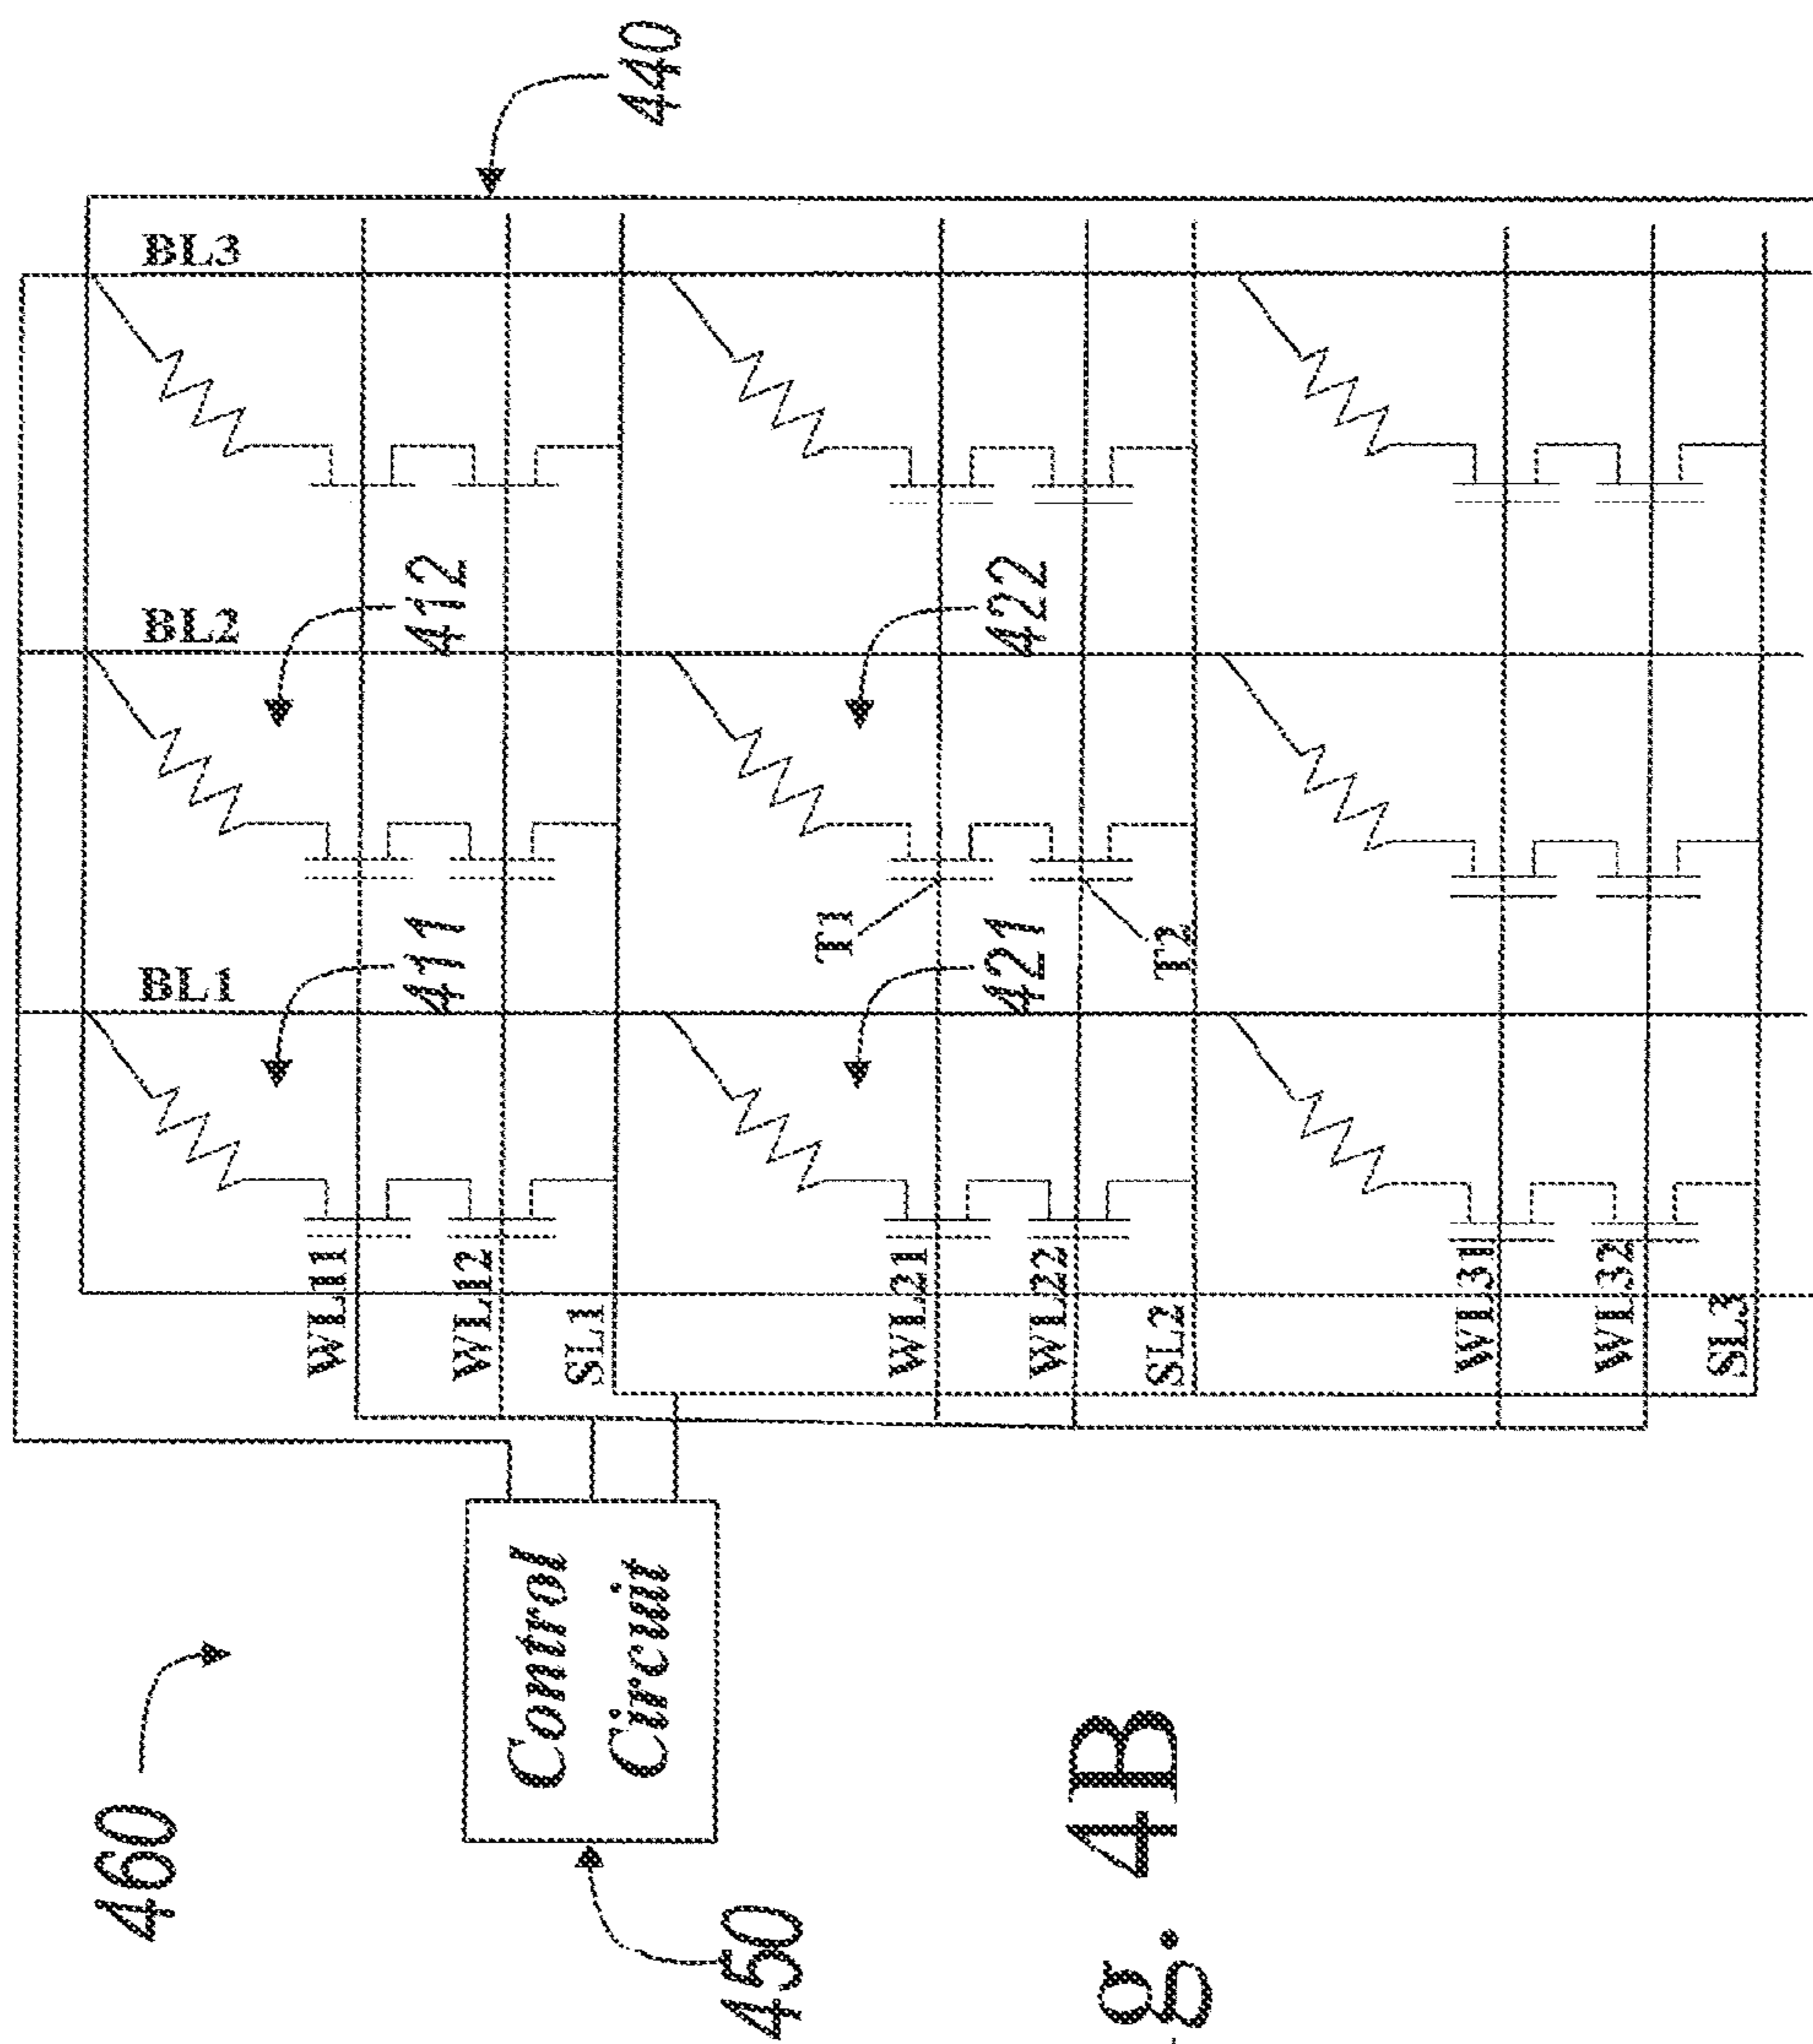 460
Control
Circuit
450
440
BL1
BL2
BL3
411
412
WL11
WL12
SL1
T1
421
422
T2
WL21
WL22
SL2
WL31
WL32
SL3
g. 4B